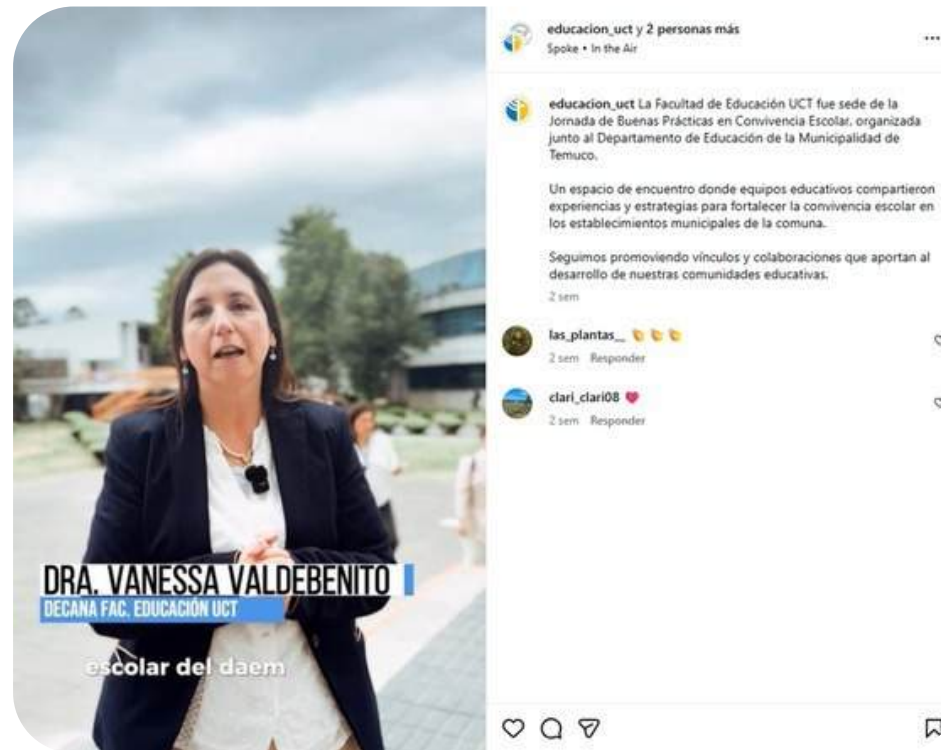 DRA. VANESSA VALDEBENITO
DECANA FAC. EDUCACIÓN UCT
escolar del daem
educacion_uct y 2 personas más
Spoke • In the Air
educacion_uct La Facultad de Educación UCT fue sede de la
Jornada de Buenas Prácticas en Convivencia Escolar, organizada
junto al Departamento de Educación de la Municipalidad de
Temuco.
Un espacio de encuentro donde equipos educativos compartieron
experiencias y estrategias para fortalecer la convivencia escolar en
los establecimientos municipales de la comuna.
Seguimos promoviendo vínculos y colaboraciones que aportan al
desarrollo de nuestras comunidades educativas.
2 sem
las_plantas__ 👏👏👏
2 sem Responder
clari_clari08 💗
2 sem Responder